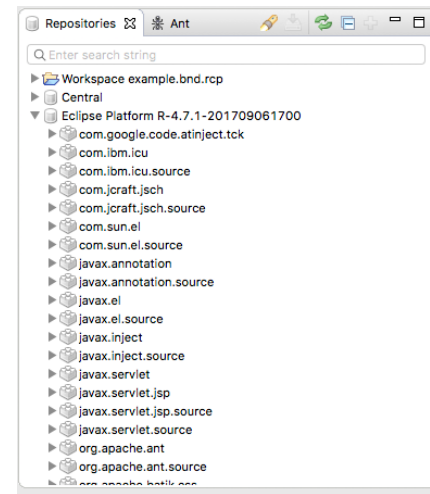 Repositories Ant
Enter search string
Workspace example.bnd.rcp
Central
Eclipse Platform R-4.7.1-201709061700
com.google.code.atinject.tck
com.ibm.icu
com.ibm.icu.source
com.jcraft.jsch
com.jcraft.jsch.source
com.sun.el
com.sun.el.source
javax.annotation
javax.annotation.source
javax.el
javax.el.source
javax.inject
javax.inject.source
javax.servlet
javax.servlet.jsp
javax.servlet.jsp.source
javax.servlet.source
org.apache.ant
org.apache.ant.source
org.apache.batik.css